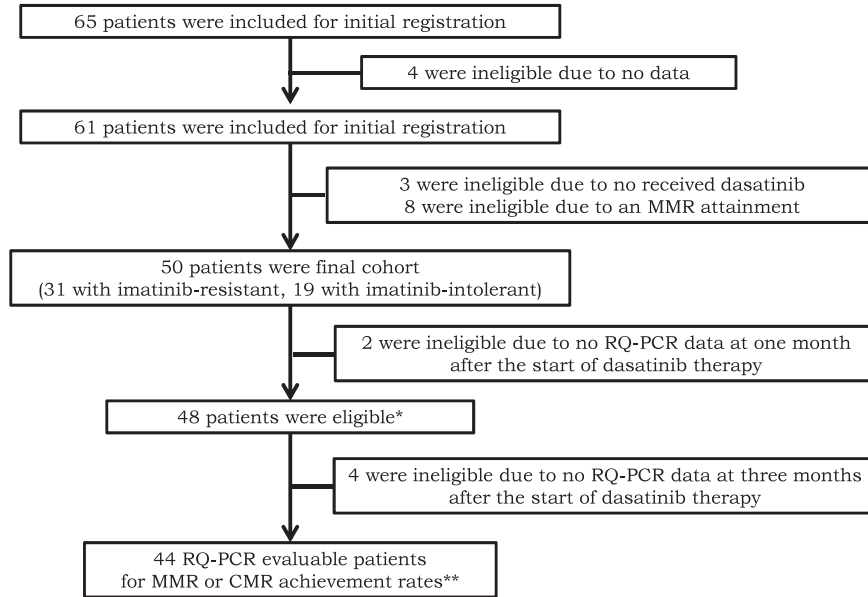 65 patients were included for initial registration
4 were ineligible due to no data
61 patients were included for initial registration
3 were ineligible due to no received dasatinib
8 were ineligible due to an MMR attainment
50 patients were final cohort
(31 with imatinib-resistant, 19 with imatinib-intolerant)
2 were ineligible due to no RQ-PCR data at one month
after the start of dasatinib therapy
48 patients were eligible*
4 were ineligible due to no RQ-PCR data at three months
after the start of dasatinib therapy
44 RQ-PCR evaluable patients
for MMR or CMR achievement rates**